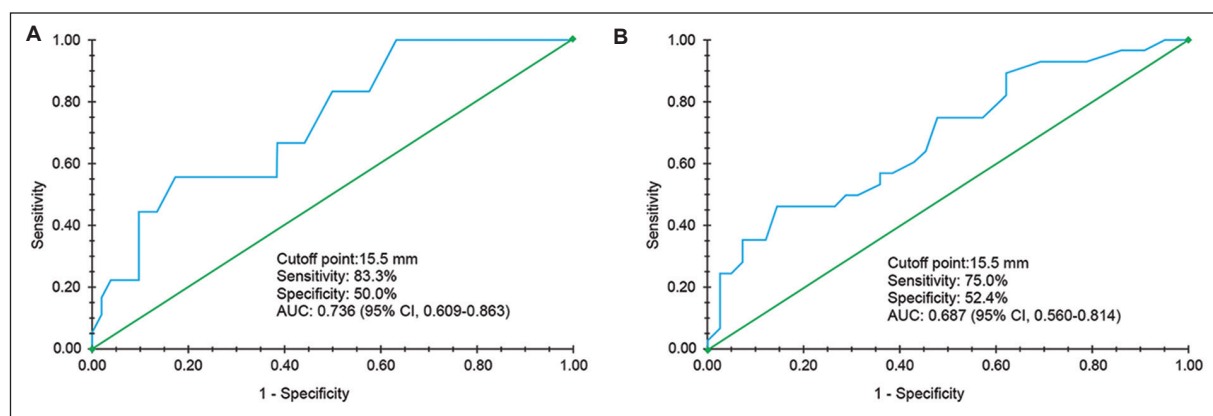 A
1.00
0.80
0.60
0.40
0.20
0.00
Sensitivity
Cutoff point:15.5 mm
Sensitivity: 83.3%
Specificity: 50.0%
AUC: 0.736 (95% CI, 0.609-0.863)
0.00 0.20 0.40 0.60 0.80 1.00
1 - Specificity
B
1.00
0.80
0.60
0.40
0.20
0.00
Sensitivity
Cutoff point:15.5 mm
Sensitivity: 75.0%
Specificity: 52.4%
AUC: 0.687 (95% CI, 0.560-0.814)
0.00 0.20 0.40 0.60 0.80 1.00
1 - Specificity